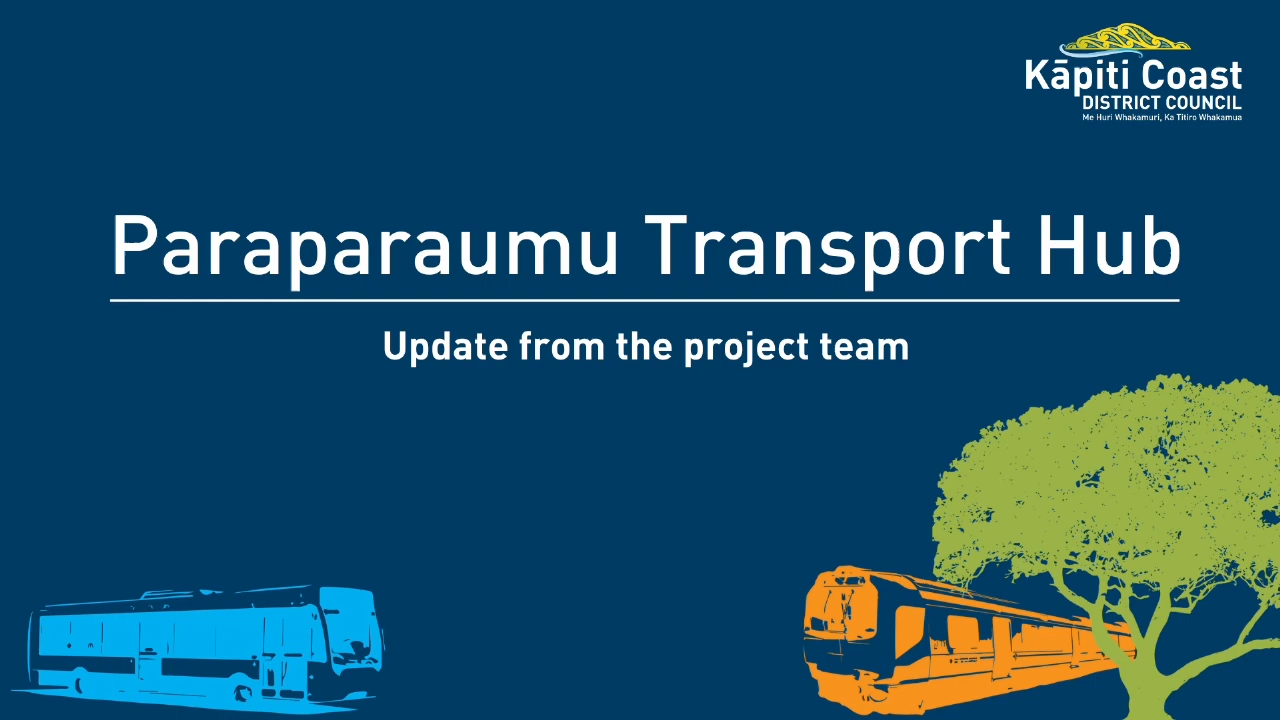 Kāpiti Coast
DISTRICT COUNCIL
Me Huri Whakamuri, Ka Titiro Whakamua
Paraparaumu Transport Hub
Update from the project team